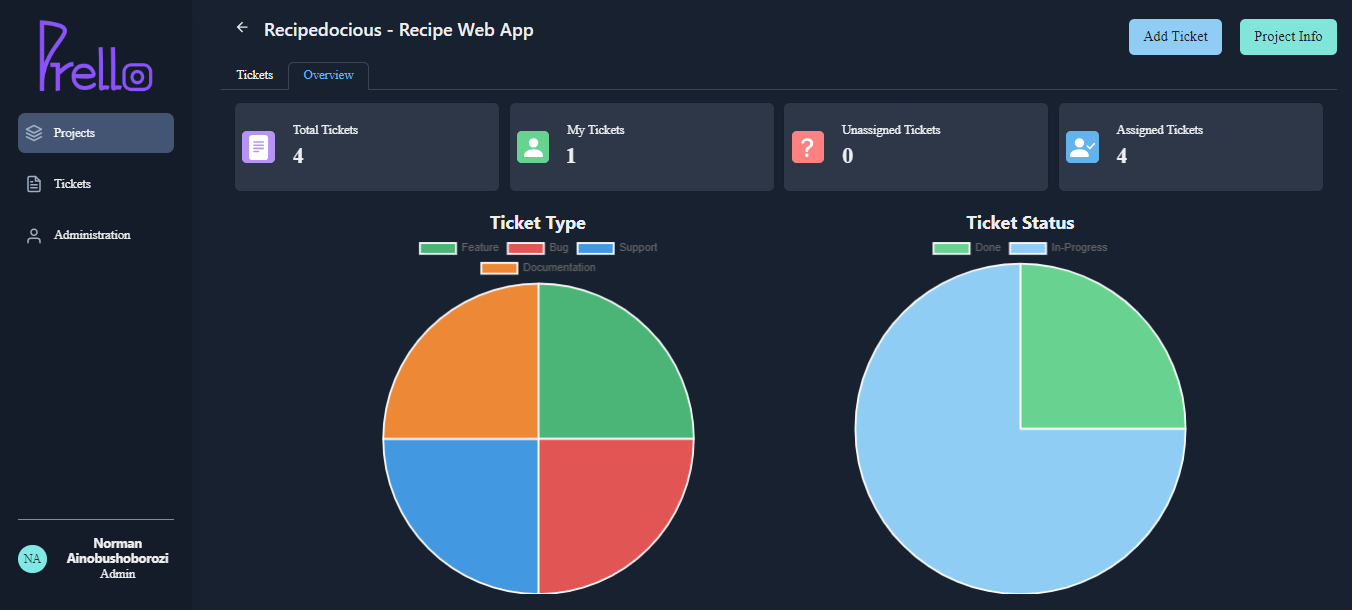 Prello
Projects
Tickets
Administration
Norman
Ainobushoborozi
Admin
NA
← Recipedocious - Recipe Web App
Add Ticket
Project Info
Tickets
Overview
Total Tickets
4
My Tickets
1
?
Unassigned Tickets
0
Assigned Tickets
4
Ticket Type
Feature Bug Support
Documentation
Ticket Status
Done In-Progress